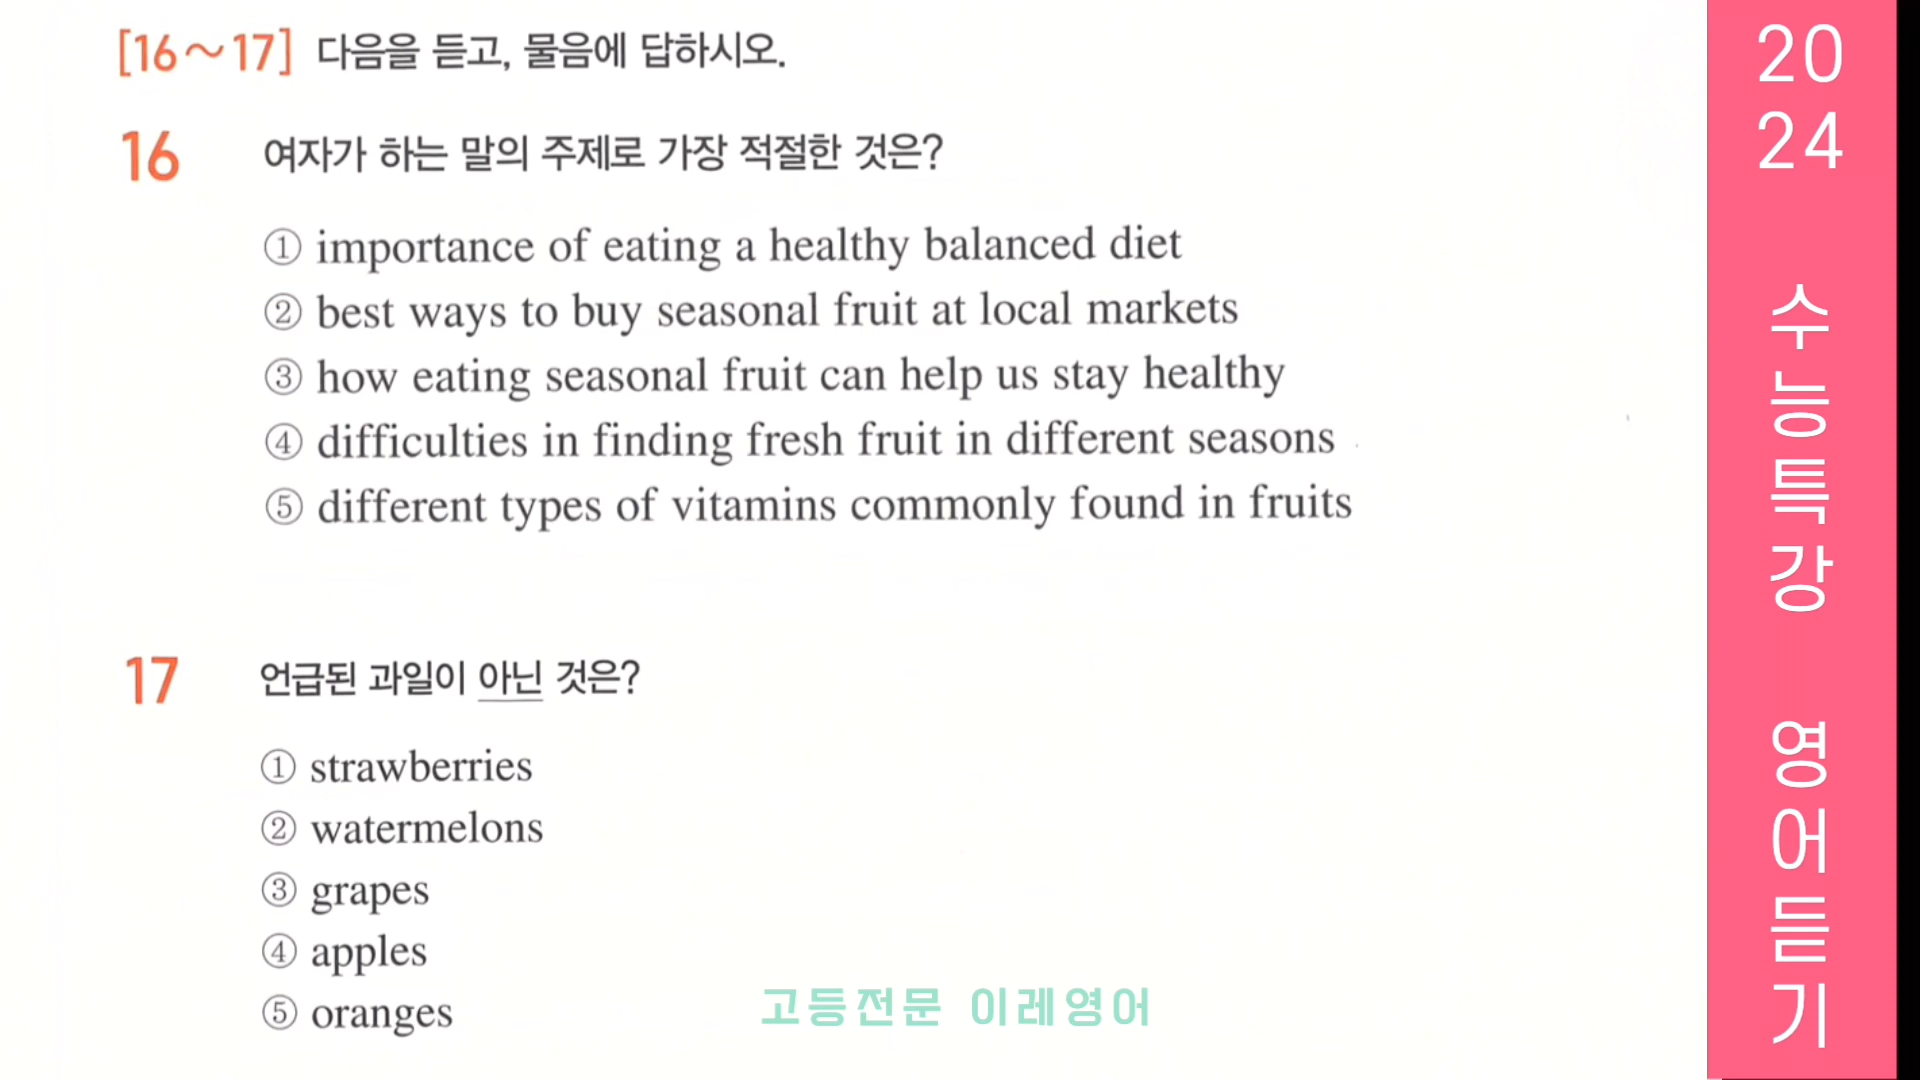 [16~17] 다음을 듣고, 물음에 답하시오.
16 여자가 하는 말의 주제로 가장 적절한 것은?
① importance of eating a healthy balanced diet
② best ways to buy seasonal fruit at local markets
③ how eating seasonal fruit can help us stay healthy
④ difficulties in finding fresh fruit in different seasons
⑤ different types of vitamins commonly found in fruits
17 언급된 과일이 아닌 것은?
① strawberries
② watermelons
③ grapes
④ apples
⑤ oranges
고등전문 이레영어
2024 수능특강 영어듣기